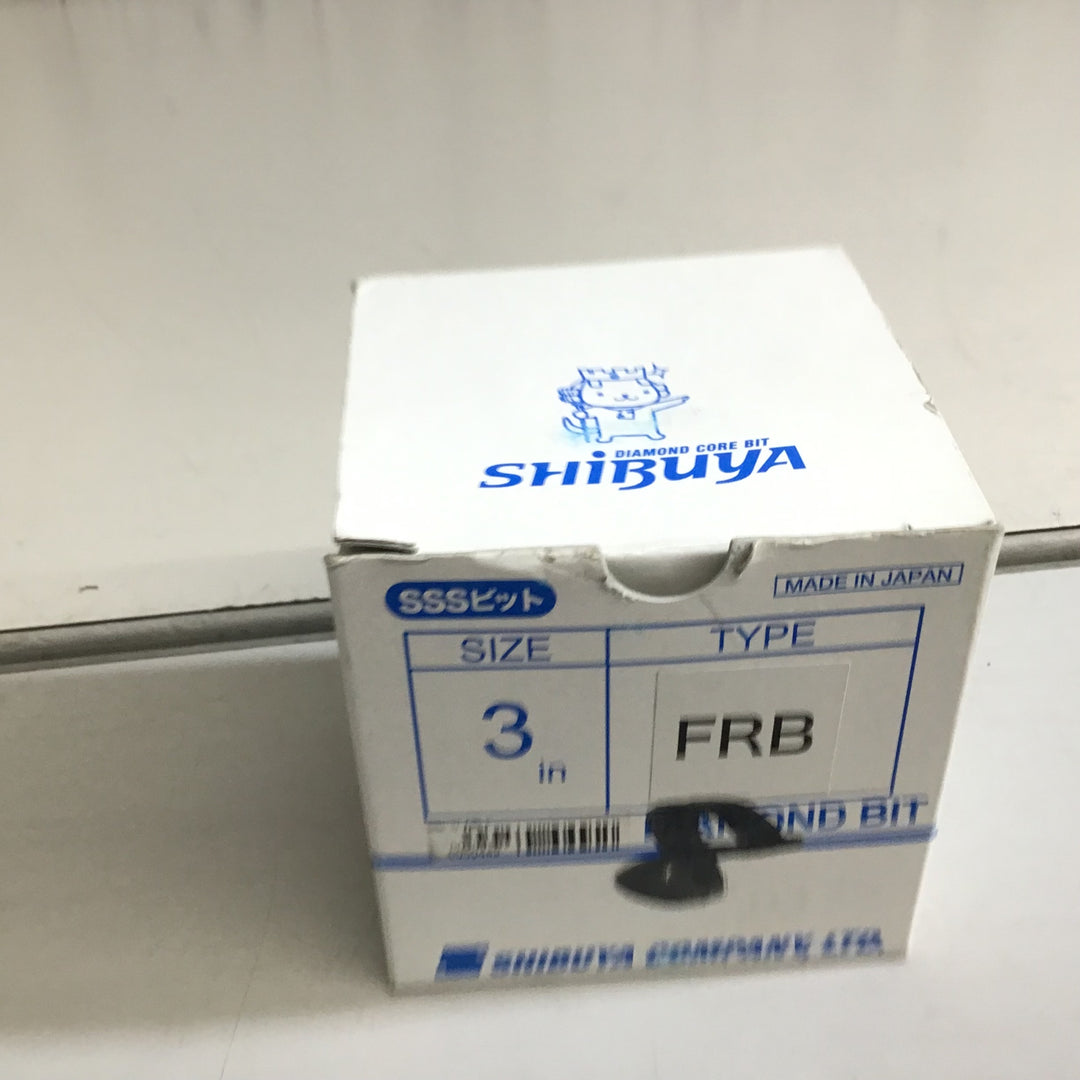 DIAMOND CORE BIT
SHiBUYA
SSSビット
MADE IN JAPAN
SIZE
TYPE
3 in
FRB
BIT
SHIBUYA COMPANY, LTD.